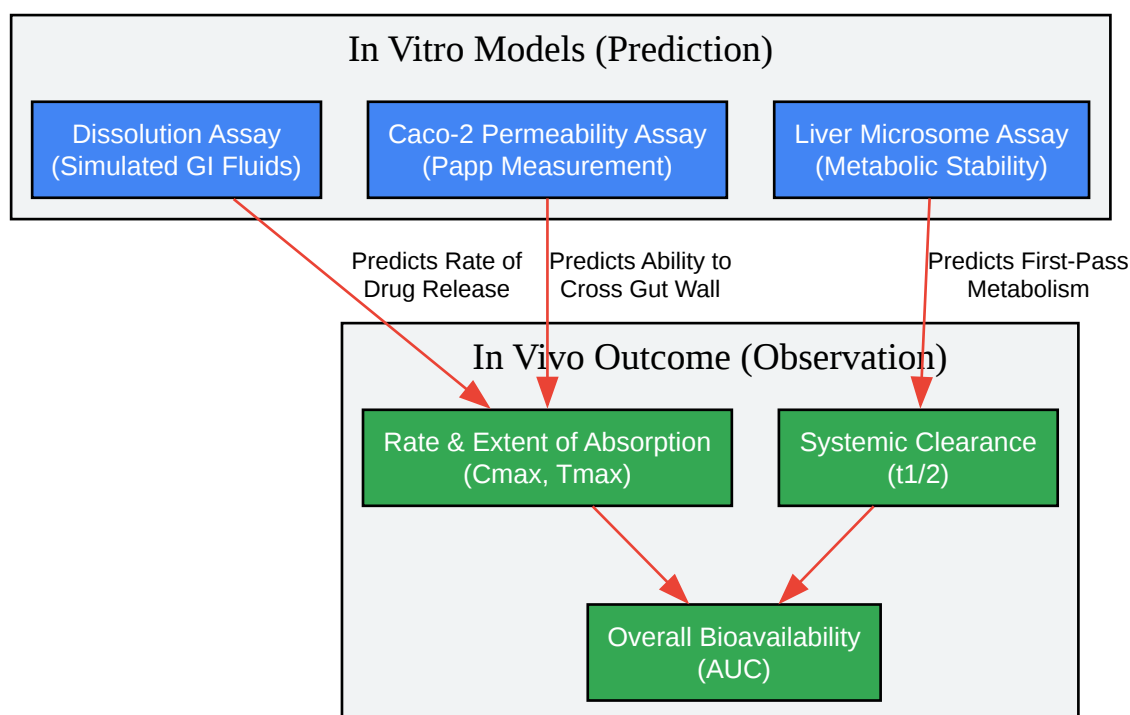 In Vitro Models (Prediction)
Dissolution Assay
(Simulated GI Fluids)
Caco-2 Permeability Assay
(Papp Measurement)
Liver Microsome Assay
(Metabolic Stability)
Predicts Rate of
Drug Release
Predicts Ability to
Cross Gut Wall
Predicts First-Pass
Metabolism
In Vivo Outcome (Observation)
Rate & Extent of Absorption
(Cmax, Tmax)
Systemic Clearance
(t1/2)
Overall Bioavailability
(AUC)